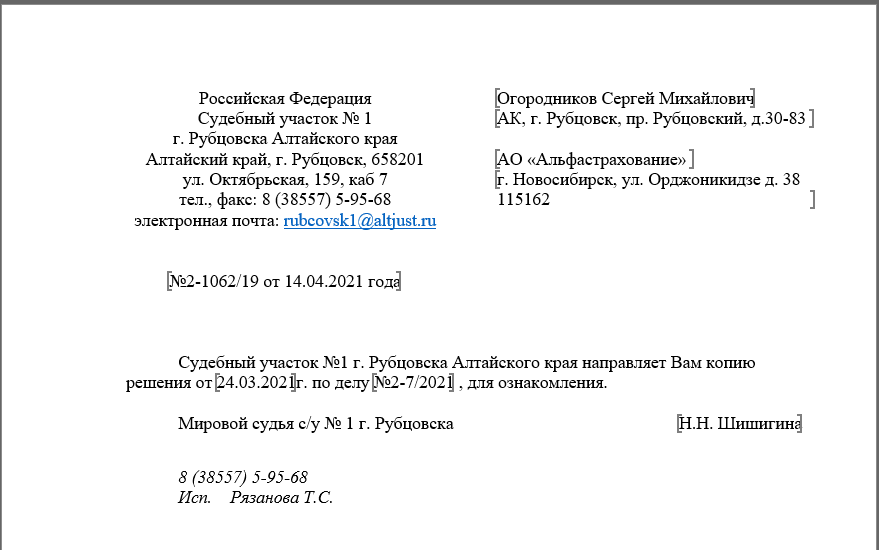 Российская Федерация
Судебный участок № 1
г. Рубцовска Алтайского края
Алтайский край, г. Рубцовск, 658201
ул. Октябрьская, 159, каб 7
тел., факс: 8 (38557) 5-95-68
электронная почта: rubcovsk1@altjust.ru
Огородников Сергей Михайлович
АК, г. Рубцовск, пр. Рубцовский, д.30-83
АО «Альфастрахование»
г. Новосибирск, ул. Орджоникидзе д. 38
115162
№2-1062/19 от 14.04.2021 года
Судебный участок №1 г. Рубцовска Алтайского края направляет Вам копию
решения от 24.03.2021г. по делу №2-7/2021 , для ознакомления.
Мировой судья с/у № 1 г. Рубцовска Н.Н. Шишигина
8 (38557) 5-95-68
Исп. Рязанова Т.С.